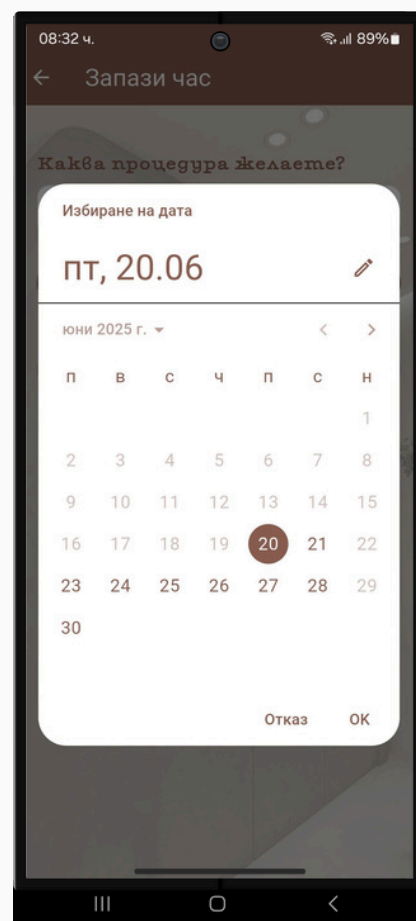 08:32 ч. 89%
Запази час
Каква процедура желаете?
Избиране на дата
пт, 20.06
юни 2025 г.
П В С Ч П С Н
1
2 3 4 5 6 7 8
9 10 11 12 13 14 15
16 17 18 19 20 21 22
23 24 25 26 27 28 29
30
Отказ OK